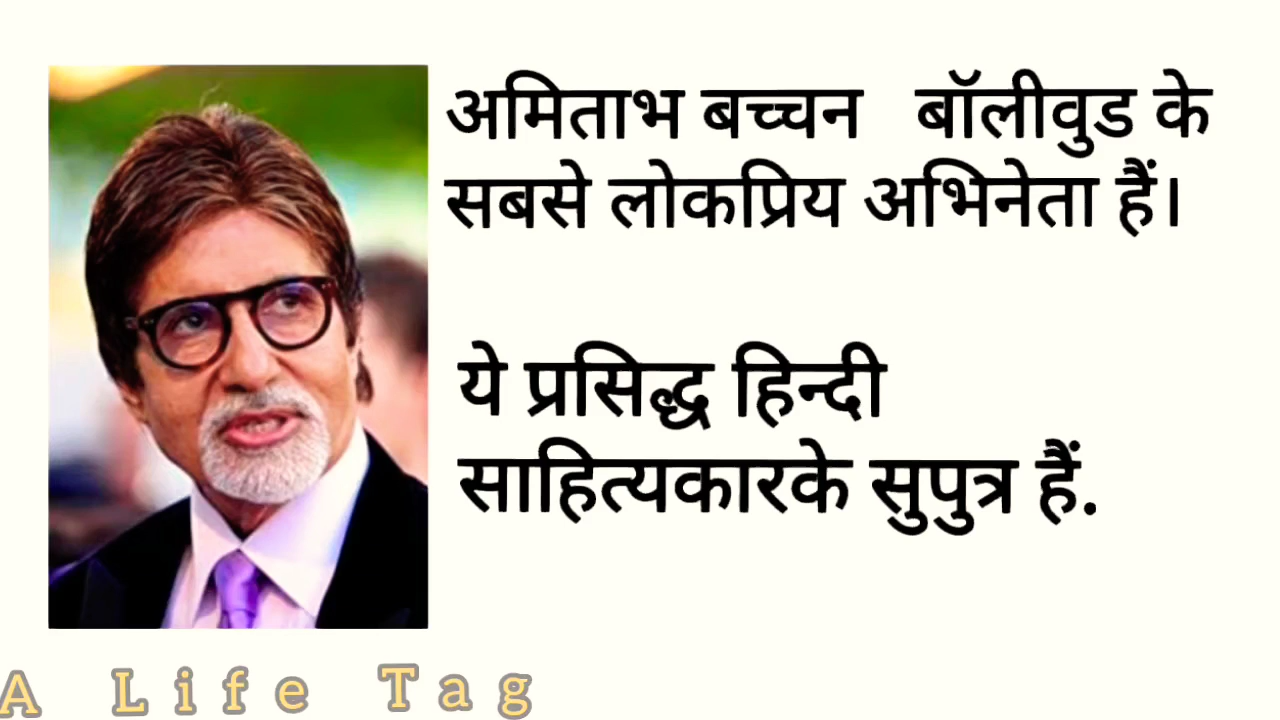 अमिताभ बच्चन बॉलीवुड के
सबसे लोकप्रिय अभिनेता हैं।
ये प्रसिद्ध हिन्दी
साहित्यकारके सुपुत्र हैं.
A Life Tag